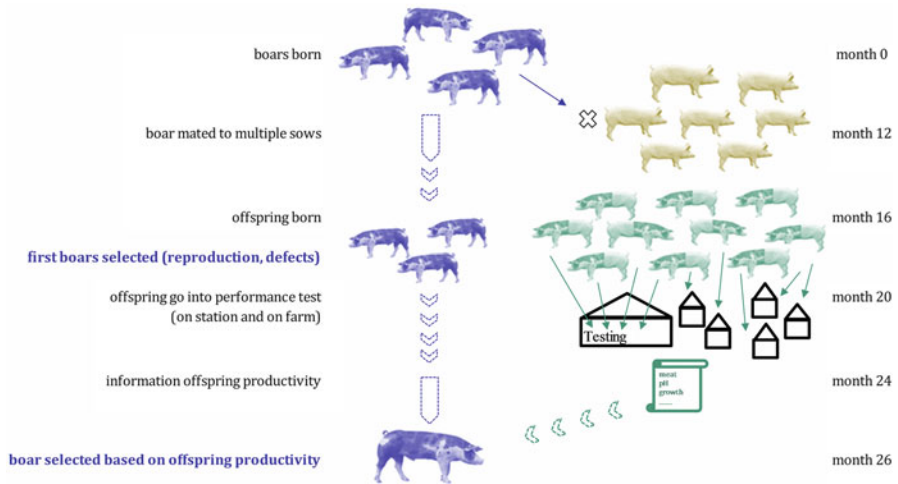 boars born
month 0
boar mated to multiple sows
month 12
offspring born
month 16
first boars selected (reproduction, defects)
offspring go into performance test
month 20
(on station and on farm)
Testing
information offspring productivity
meat
pH
growth
month 24
boar selected based on offspring productivity
month 26